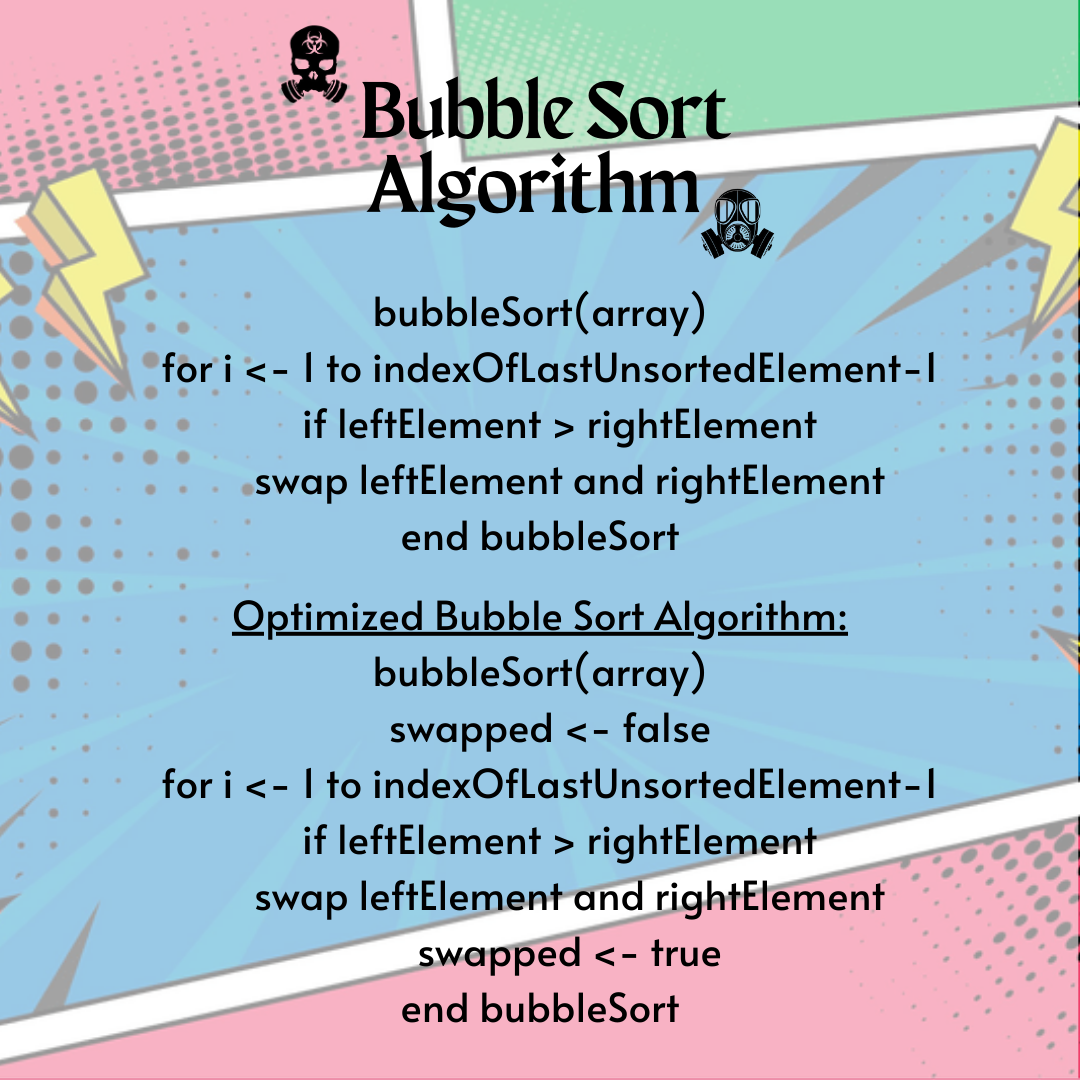 Bubble Sort
Algorithm
bubbleSort(array)
for i <- 1 to indexOfLastUnsortedElement-1
if leftElement > rightElement
swap leftElement and rightElement
end bubbleSort
Optimized Bubble Sort Algorithm:
bubbleSort(array)
swapped <- false
for i <- 1 to indexOfLastUnsortedElement-1
if leftElement > rightElement
swap leftElement and rightElement
swapped <- true
end bubbleSort